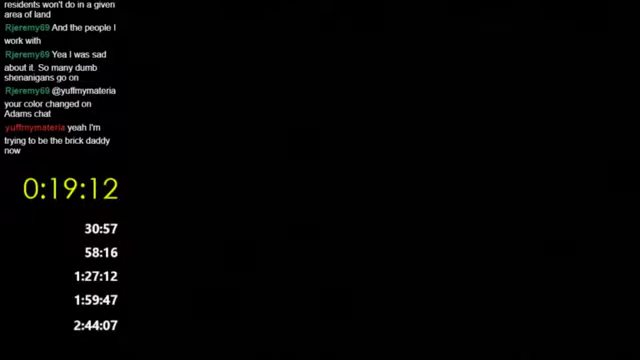 residents won't do in a given
area of land
Rjeremy69 And the people I
work with
Rjeremy69 Yea I was sad
about it. So many dumb
shenanigans go on
Rjeremy69 @yuffmymateria
your color changed on
Adams chat
yuffmymateria yeah I'm
trying to be the brick daddy
now
0:19:12
30:57
58:16
1:27:12
1:59:47
2:44:07